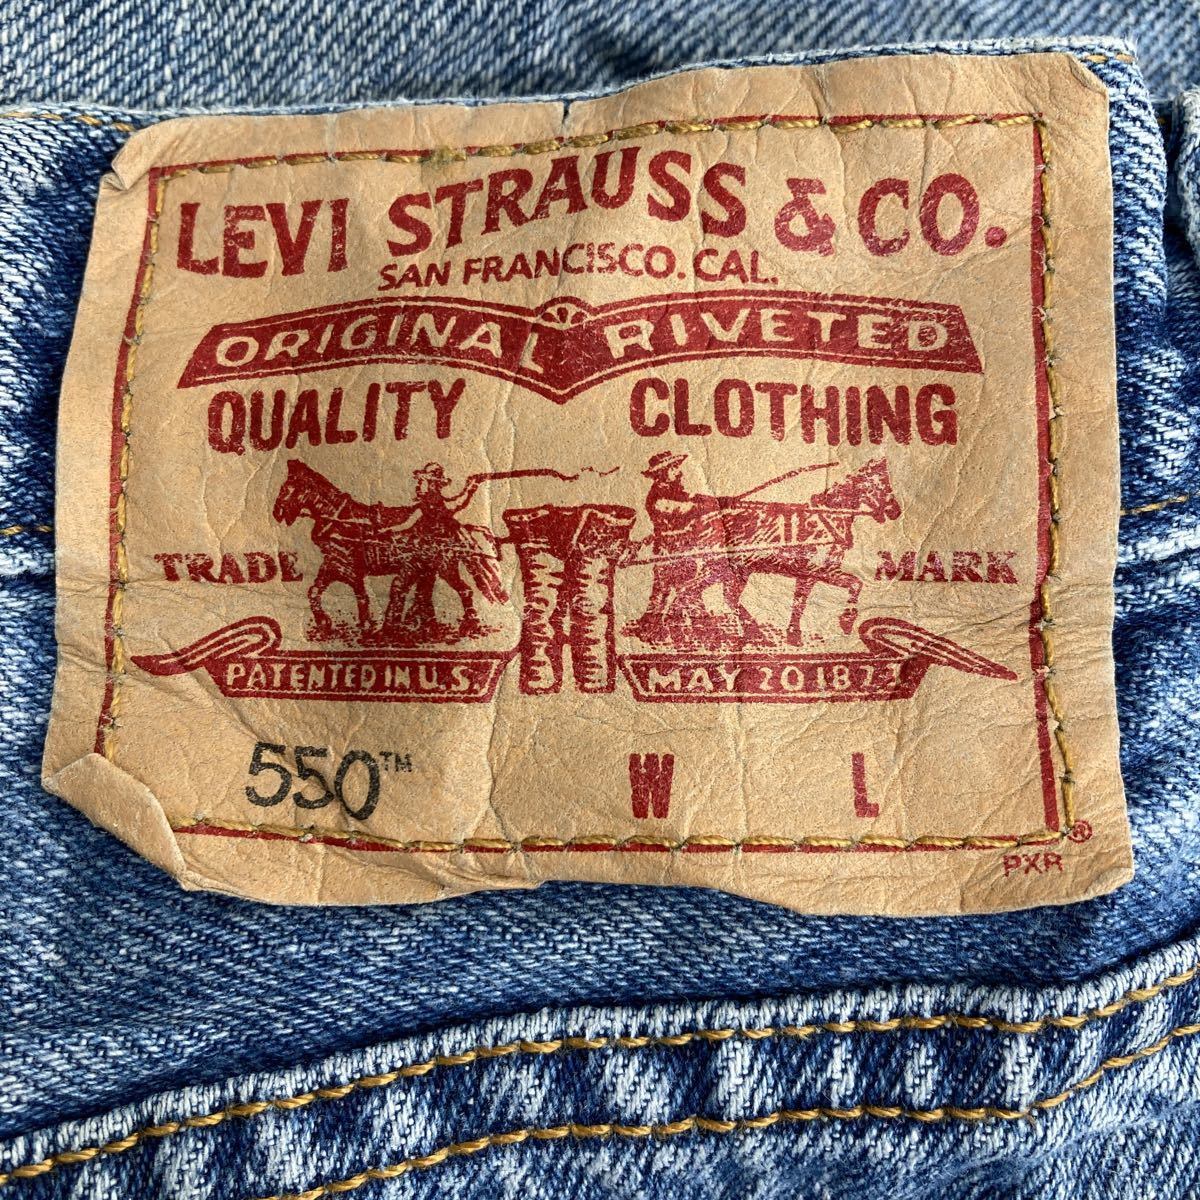 LEVI STRAUSS & CO.
SAN FRANCISCO. CAL.
ORIGINAL RIVETED
QUALITY CLOTHING
TRADE MARK
PATENTED IN U.S. MAY 20 1873
550™ W L
®
PXR